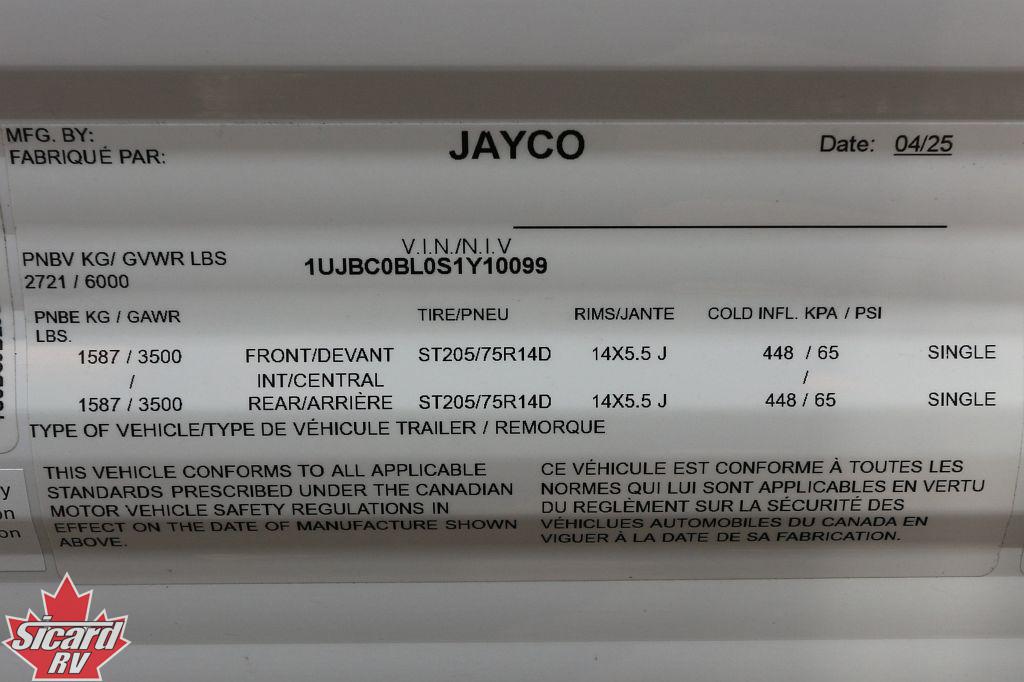 MFG. BY:
FABRIQUÉ PAR:
JAYCO
Date: 04/25
V.I.N./N.I.V
PNBV KG/ GVWR LBS
2721 / 6000
1UJBC0BL0S1Y10099
PNBE KG / GAWR
LBS.
TIRE/PNEU RIMS/JANTE COLD INFL. KPA / PSI
1587 / 3500 FRONT/DEVANT ST205/75R14D 14X5.5 J 448 / 65 SINGLE
/ INT/CENTRAL /
1587 / 3500 REAR/ARRIÈRE ST205/75R14D 14X5.5 J 448 / 65 SINGLE
TYPE OF VEHICLE/TYPE DE VÉHICULE TRAILER / REMORQUE
THIS VEHICLE CONFORMS TO ALL APPLICABLE
STANDARDS PRESCRIBED UNDER THE CANADIAN
MOTOR VEHICLE SAFETY REGULATIONS IN
EFFECT ON THE DATE OF MANUFACTURE SHOWN
ABOVE.
CE VÉHICULE EST CONFORME À TOUTES LES
NORMES QUI LUI SONT APPLICABLES EN VERTU
DU REGLÈMENT SUR LA SÉCURITÉ DES
VÉHICLUES AUTOMOBILES DU CANADA EN
VIGUER À LA DATE DE SA FABRICATION.
Sicard
RV